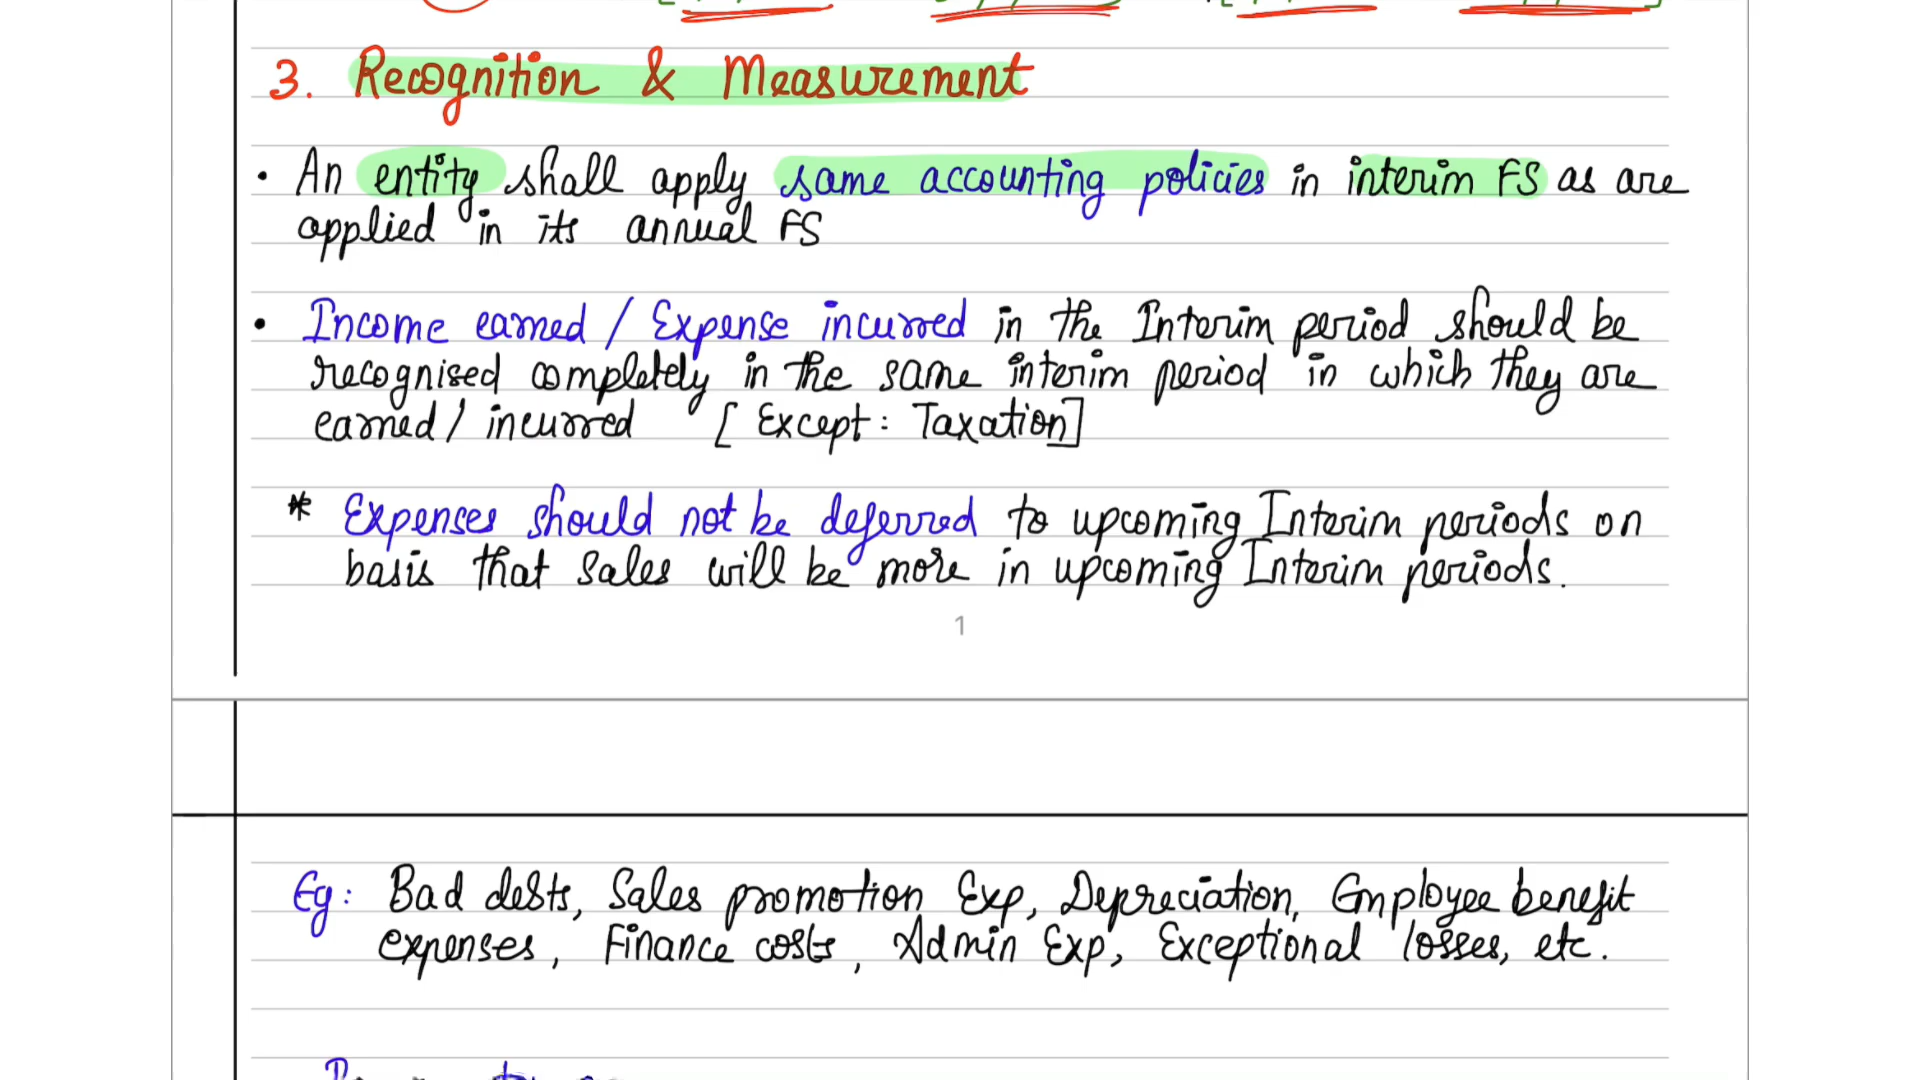 3. Recognition & Measurement
• An entity shall apply same accounting policies in interim FS as are
applied in its annual FS
• Income earned / Expense incurred in the Interim period should be
recognised completely in the same interim period in which they are
earned / incurred [ Except : Taxation]
* Expenses should not be deferred to upcoming Interim periods on
basis that Sales will be more in upcoming Interim periods.
1
Eg : Bad debts, Sales promotion Exp, Depreciation, Employee benefit
expenses, Finance costs, Admin Exp, Exceptional losses, etc.